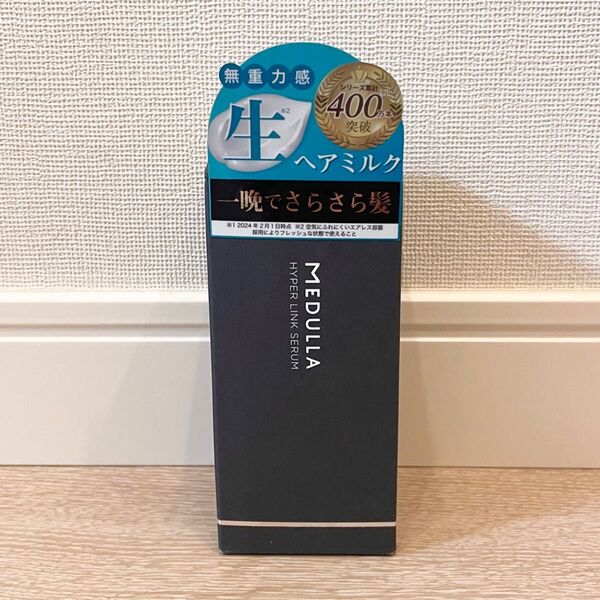 無重力感
生※2
ヘアミルク
シリーズ累計
400万本
突破
一晩でさらさら髪
※1 2024年2月1日時点 ※2 空気にふれにくいエアレス容器
採用によりフレッシュな状態で使えること
MEDULLA
HYPER LINK SERUM